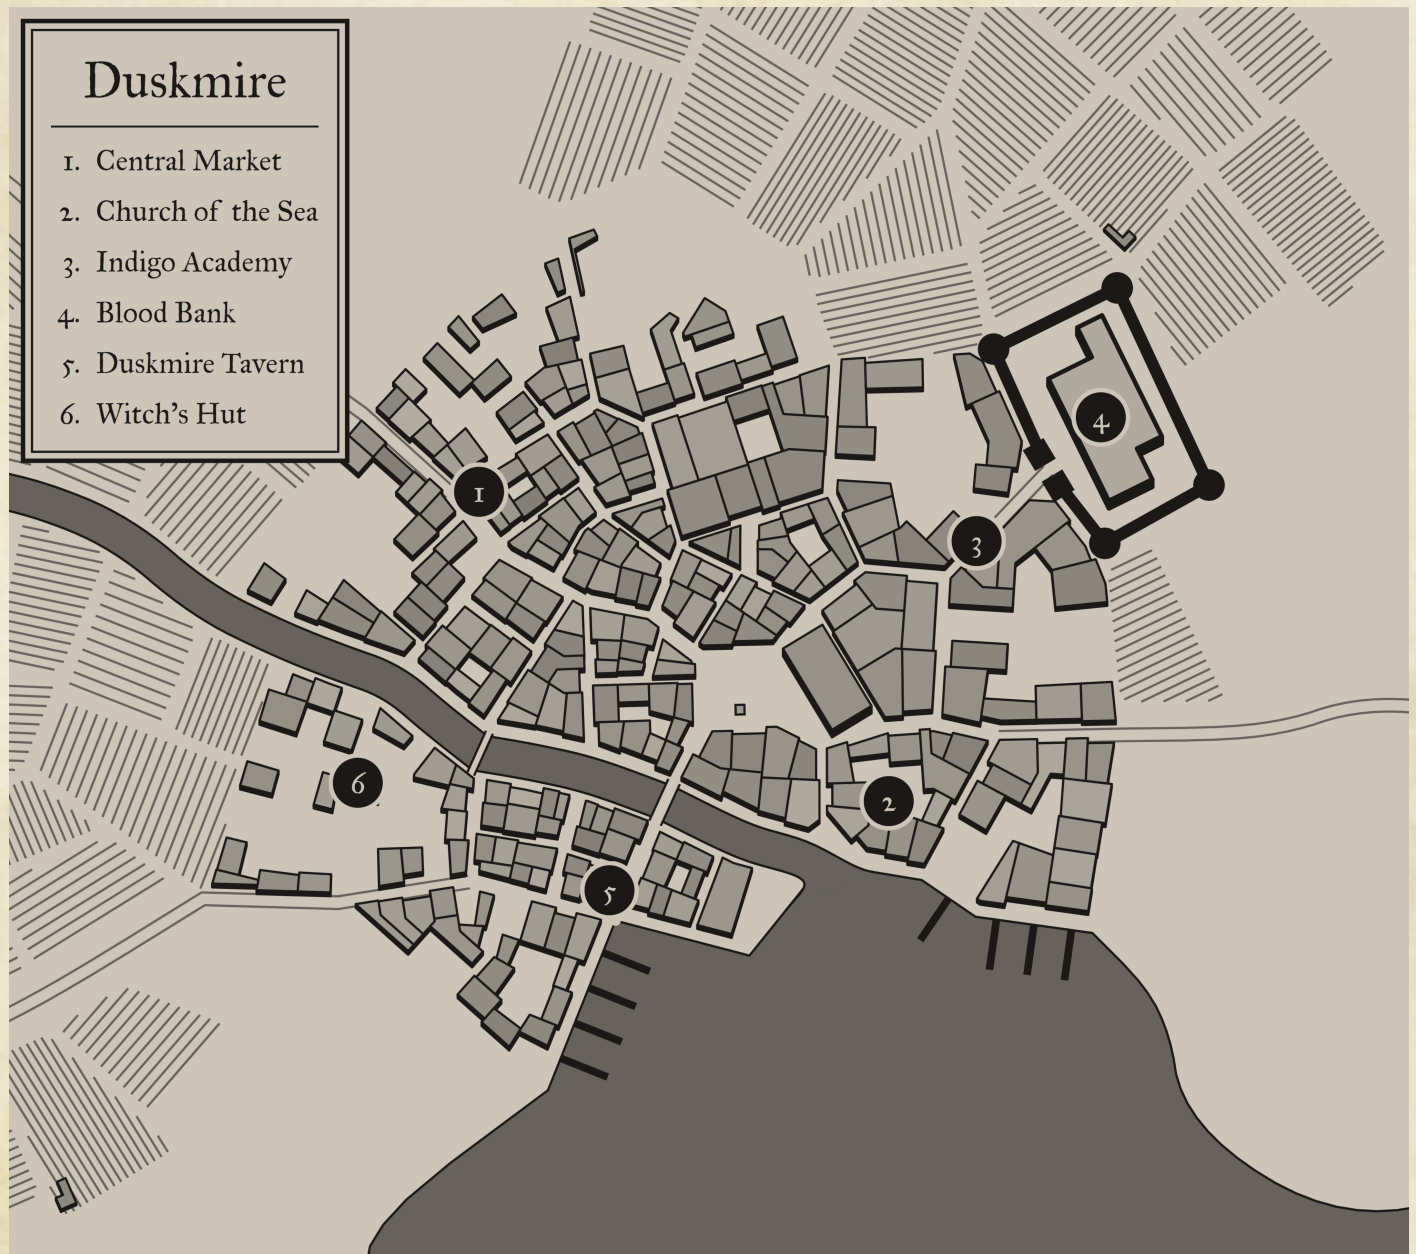 Duskmire
1. Central Market
2. Church of the Sea
3. Indigo Academy
4. Blood Bank
5. Duskmire Tavern
6. Witch's Hut
4
1
3
6
2
5